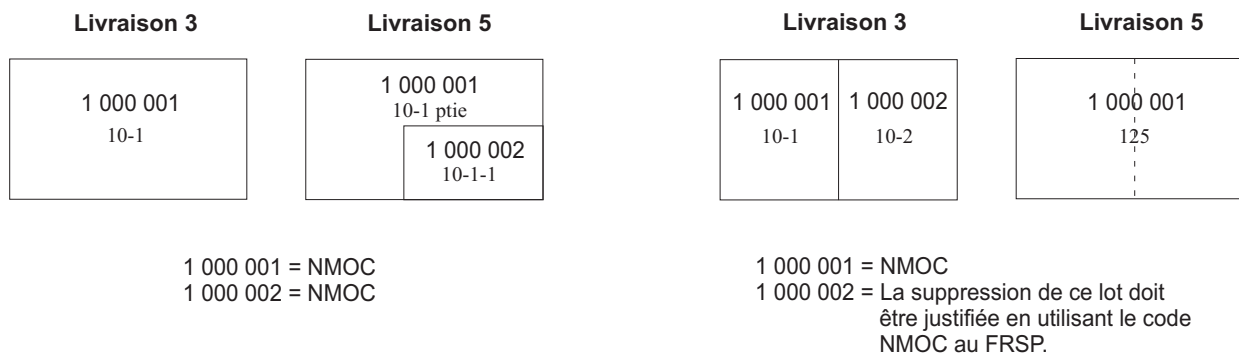 Livraison 3
Livraison 5
1 000 001
10-1
1 000 001
10-1 ptie
1 000 002
10-1-1
1 000 001 = NMOC
1 000 002 = NMOC
Livraison 3
Livraison 5
1 000 001
10-1
1 000 002
10-2
1 000 001
125
1 000 001 = NMOC
1 000 002 = La suppression de ce lot doit
être justifiée en utilisant le code
NMOC au FRSP.